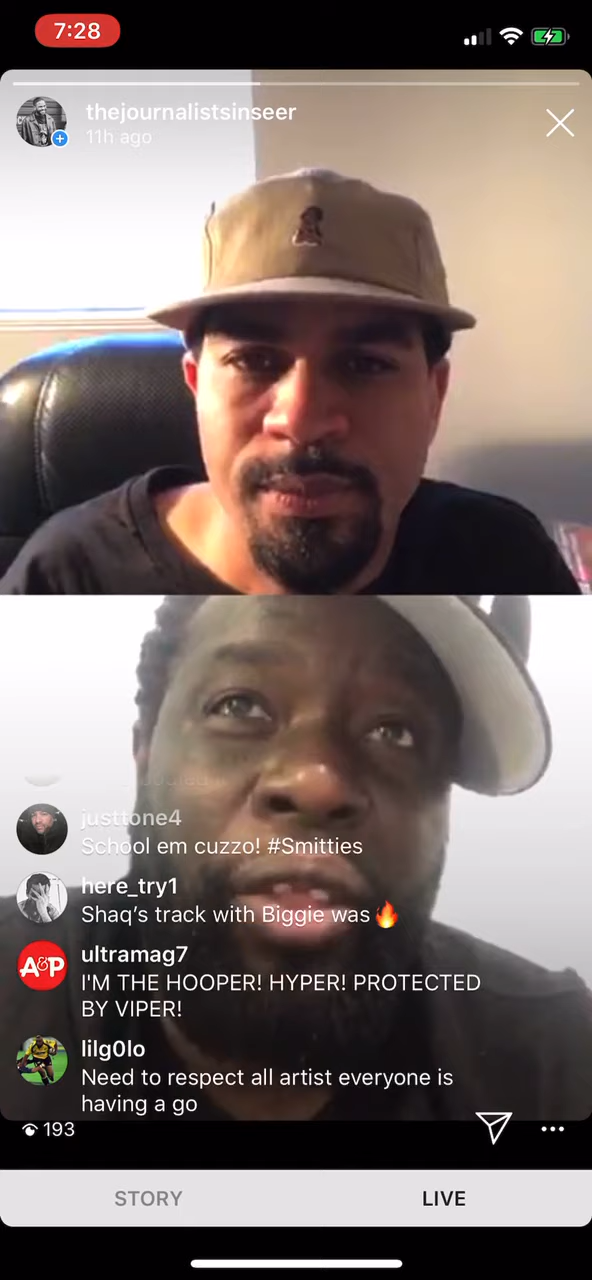 7:28
thejournalistsinseer
11h ago
justtone4
School em cuzzo! #Smitties
here_try1
Shaq's track with Biggie was🔥
A&P
ultramag7
I'M THE HOOPER! HYPER! PROTECTED
BY VIPER!
lilg0lo
Need to respect all artist everyone is
having a go
193
STORY
LIVE